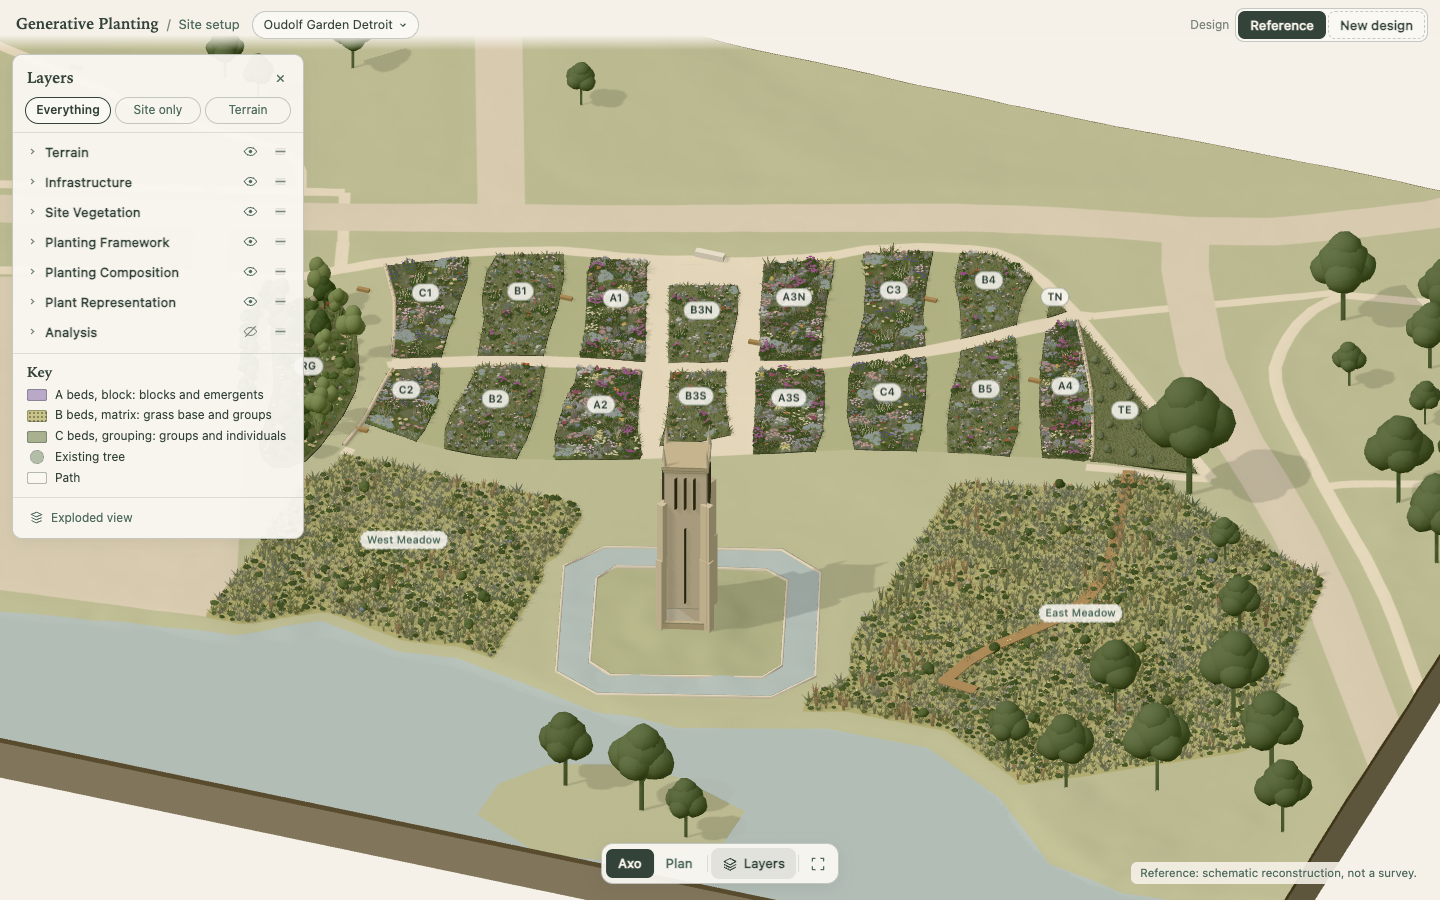 Generative Planting / Site setup Oudolf Garden Detroit
Design Reference New design
Layers
Everything Site only Terrain
Terrain
Infrastructure
Site Vegetation
Planting Framework
Planting Composition
Plant Representation
Analysis
Key
A beds, block: blocks and emergents
B beds, matrix: grass base and groups
C beds, grouping: groups and individuals
Existing tree
Path
Exploded view
C1 B1 A1 B3N A3N C3 B4 TN
RG C2 B2 A2 B3S A3S C4 B5 A4 TE
West Meadow
East Meadow
Axo Plan Layers
Reference: schematic reconstruction, not a survey.